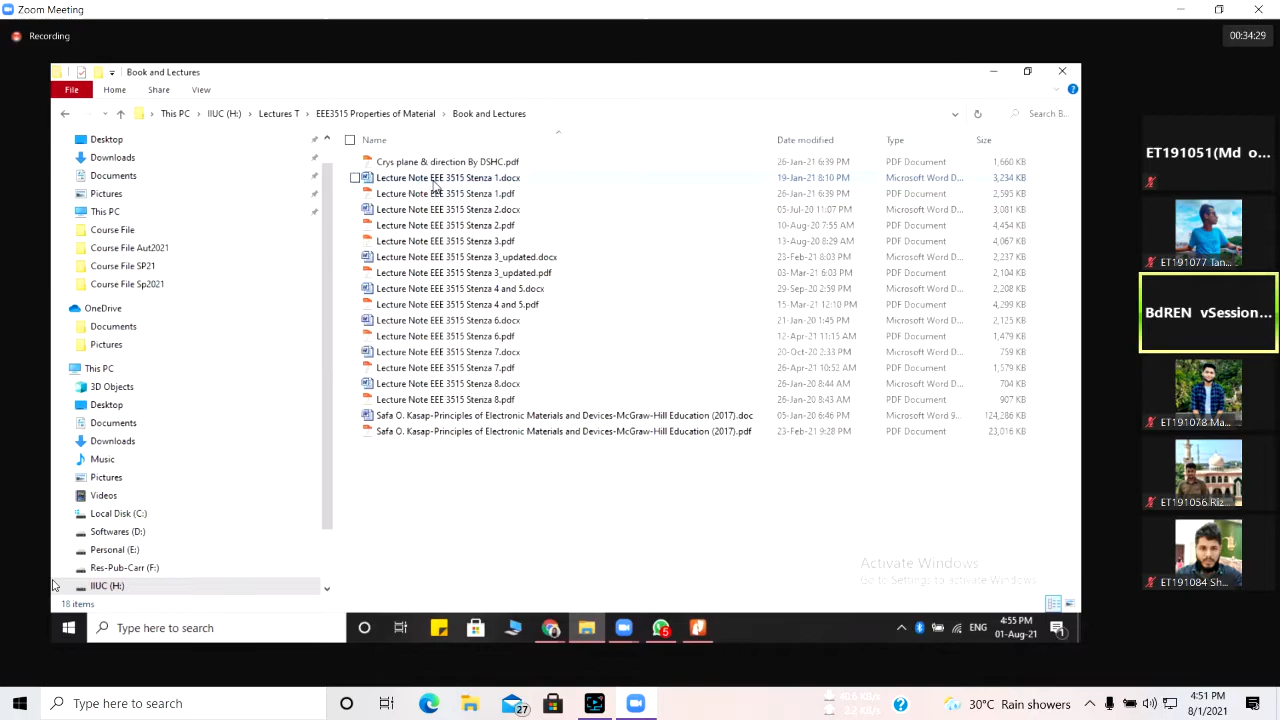 Zoom Meeting
Recording
00:34:29
Book and Lectures
File Home Share View
This PC IIUC (H:) Lectures T EEE3515 Properties of Material Book and Lectures
Search B...
Name Date modified Type Size
Crys plane & direction By DSHC.pdf 26-Jan-21 6:39 PM PDF Document 1,660 KB
Lecture Note EEE 3515 Stenza 1.docx 19-Jan-21 8:10 PM Microsoft Word D... 3,234 KB
Lecture Note EEE 3515 Stenza 1.pdf 26-Jan-21 6:39 PM PDF Document 2,595 KB
Lecture Note EEE 3515 Stenza 2.docx 05-Jul-20 11:07 PM Microsoft Word D... 3,081 KB
Lecture Note EEE 3515 Stenza 2.pdf 10-Aug-20 7:55 AM PDF Document 4,454 KB
Lecture Note EEE 3515 Stenza 3.pdf 13-Aug-20 8:29 AM PDF Document 4,067 KB
Lecture Note EEE 3515 Stenza 3_updated.docx 23-Feb-21 8:03 PM Microsoft Word D... 2,237 KB
Lecture Note EEE 3515 Stenza 3_updated.pdf 03-Mar-21 6:03 PM PDF Document 2,104 KB
Lecture Note EEE 3515 Stenza 4 and 5.docx 29-Sep-20 2:59 PM Microsoft Word D... 2,208 KB
Lecture Note EEE 3515 Stenza 4 and 5.pdf 15-Mar-21 12:10 PM PDF Document 4,299 KB
Lecture Note EEE 3515 Stenza 6.docx 21-Jan-20 1:45 PM Microsoft Word D... 2,125 KB
Lecture Note EEE 3515 Stenza 6.pdf 12-Apr-21 11:15 AM PDF Document 1,479 KB
Lecture Note EEE 3515 Stenza 7.docx 20-Oct-20 2:33 PM Microsoft Word D... 759 KB
Lecture Note EEE 3515 Stenza 7.pdf 26-Apr-21 10:52 AM PDF Document 1,579 KB
Lecture Note EEE 3515 Stenza 8.docx 26-Jan-20 8:44 AM Microsoft Word D... 704 KB
Lecture Note EEE 3515 Stenza 8.pdf 26-Jan-20 8:43 AM PDF Document 907 KB
Safa O. Kasap-Principles of Electronic Materials and Devices-McGraw-Hill Education (2017).doc 05-Jan-20 6:46 PM Microsoft Word 9... 124,286 KB
Safa O. Kasap-Principles of Electronic Materials and Devices-McGraw-Hill Education (2017).pdf 23-Feb-21 9:28 PM PDF Document 23,016 KB
Desktop
Downloads
Documents
Pictures
This PC
Course File
Course File Aut2021
Course File SP21
Course File Sp2021
OneDrive
Documents
Pictures
This PC
3D Objects
Desktop
Documents
Downloads
Music
Pictures
Videos
Local Disk (C:)
Softwares (D:)
Personal (E:)
Res-Pub-Carr (F:)
IIUC (H:)
18 items
Activate Windows
Go to Settings to activate Windows.
Type here to search
5
ENG
4:55 PM
01-Aug-21
1
ET191051(Md o...
ET191077 Tan...
BdREN vSession...
ET191078 Ma...
ET191056 Riz...
ET191084 Sh...
Type here to search
27
40.6 KB/s
8.2 KB/s
30°C Rain showers
4:51 PM
8/1/2021